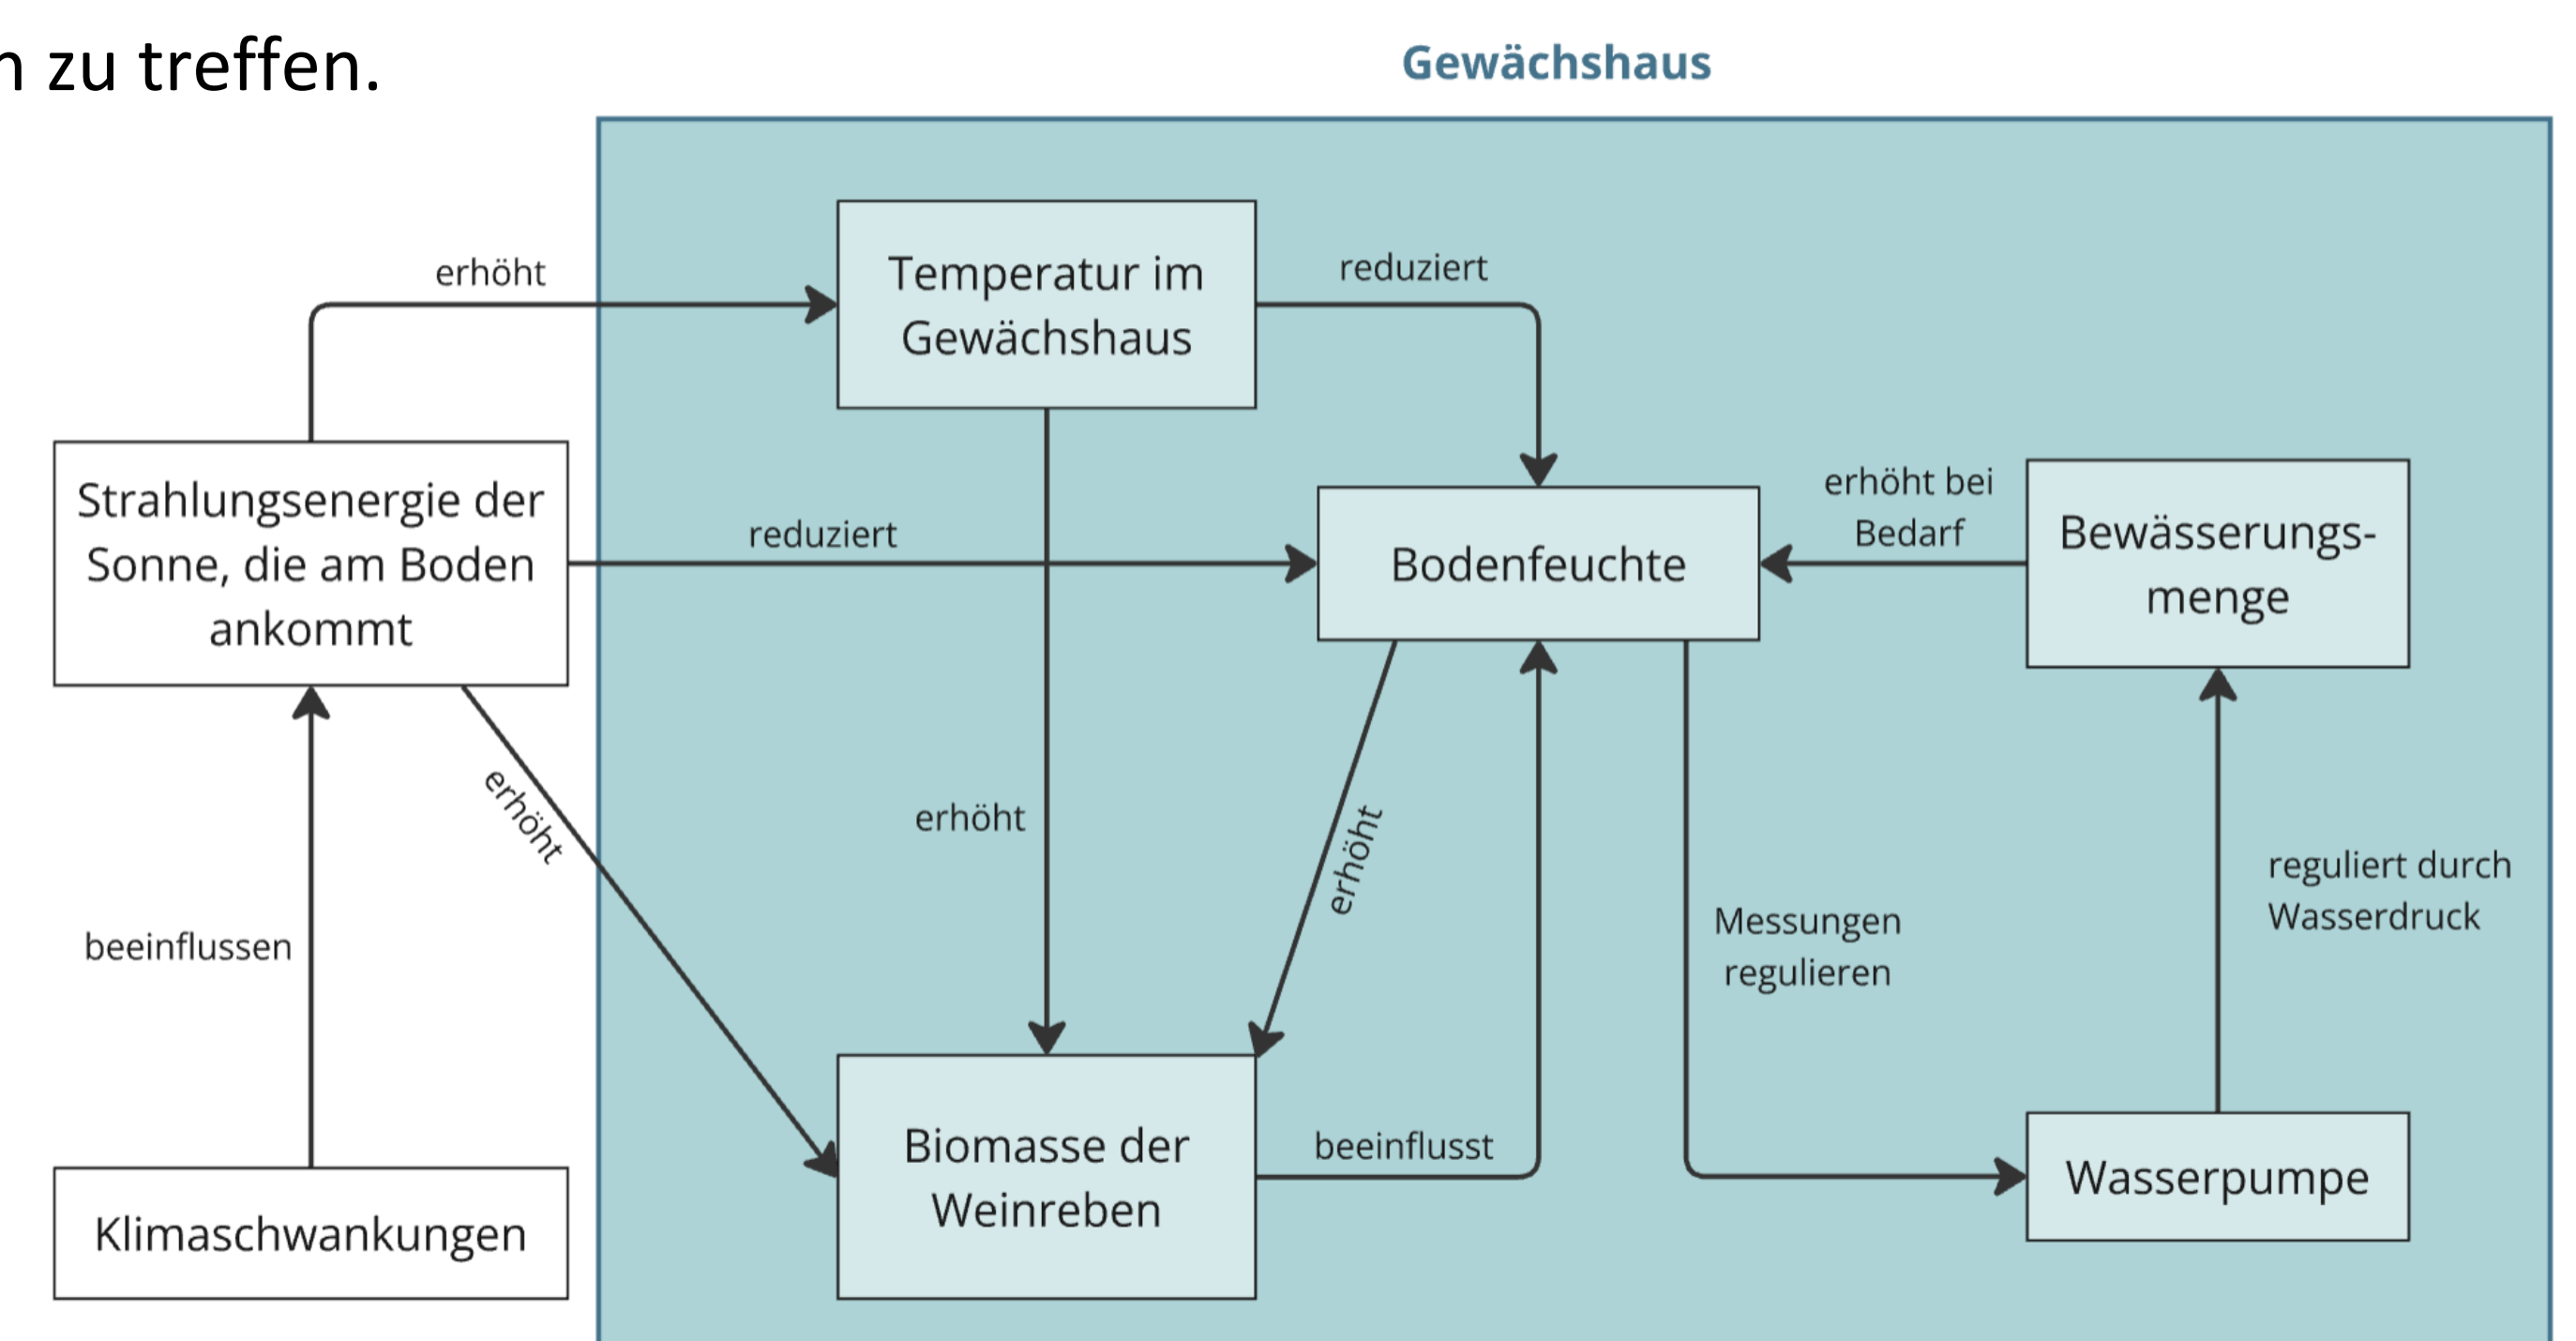 n zu treffen.
Gewächshaus
erhöht
Temperatur im
Gewächshaus
reduziert
Strahlungsenergie der
Sonne, die am Boden
ankommt
reduziert
Bodenfeuchte
erhöht bei
Bedarf
Bewässerungs-
menge
erhöht
beeinflussen
erhöht
erhöht
Messungen
regulieren
reguliert durch
Wasserdruck
Klimaschwankungen
Biomasse der
Weinreben
beeinflusst
Wasserpumpe